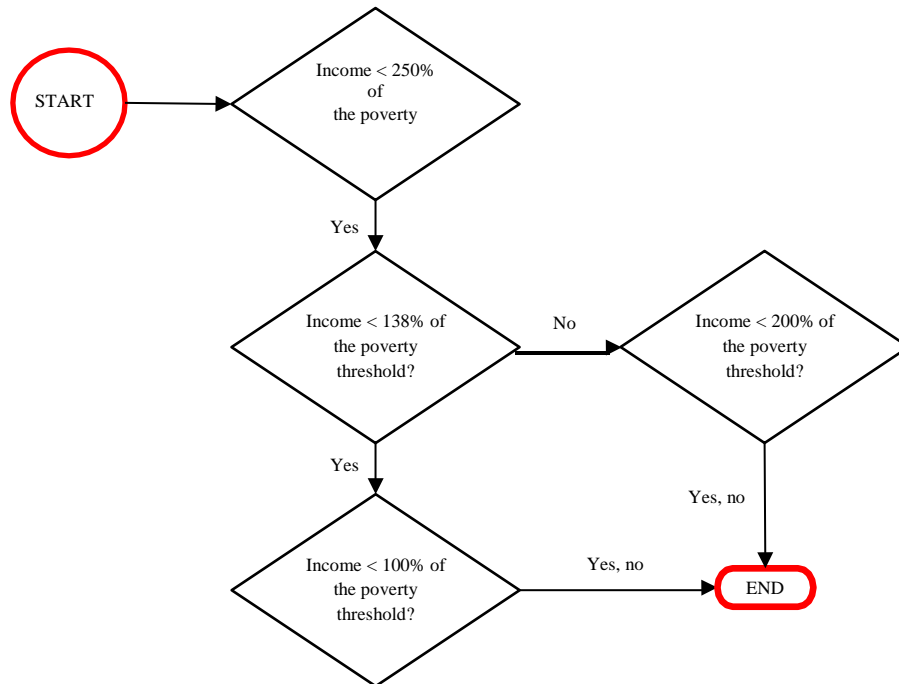 START
Income < 250%
of
the poverty
Yes
Income < 138% of
the poverty
threshold?
No
Income < 200% of
the poverty
threshold?
Yes
Yes, no
Income < 100% of
the poverty
threshold?
Yes, no
END